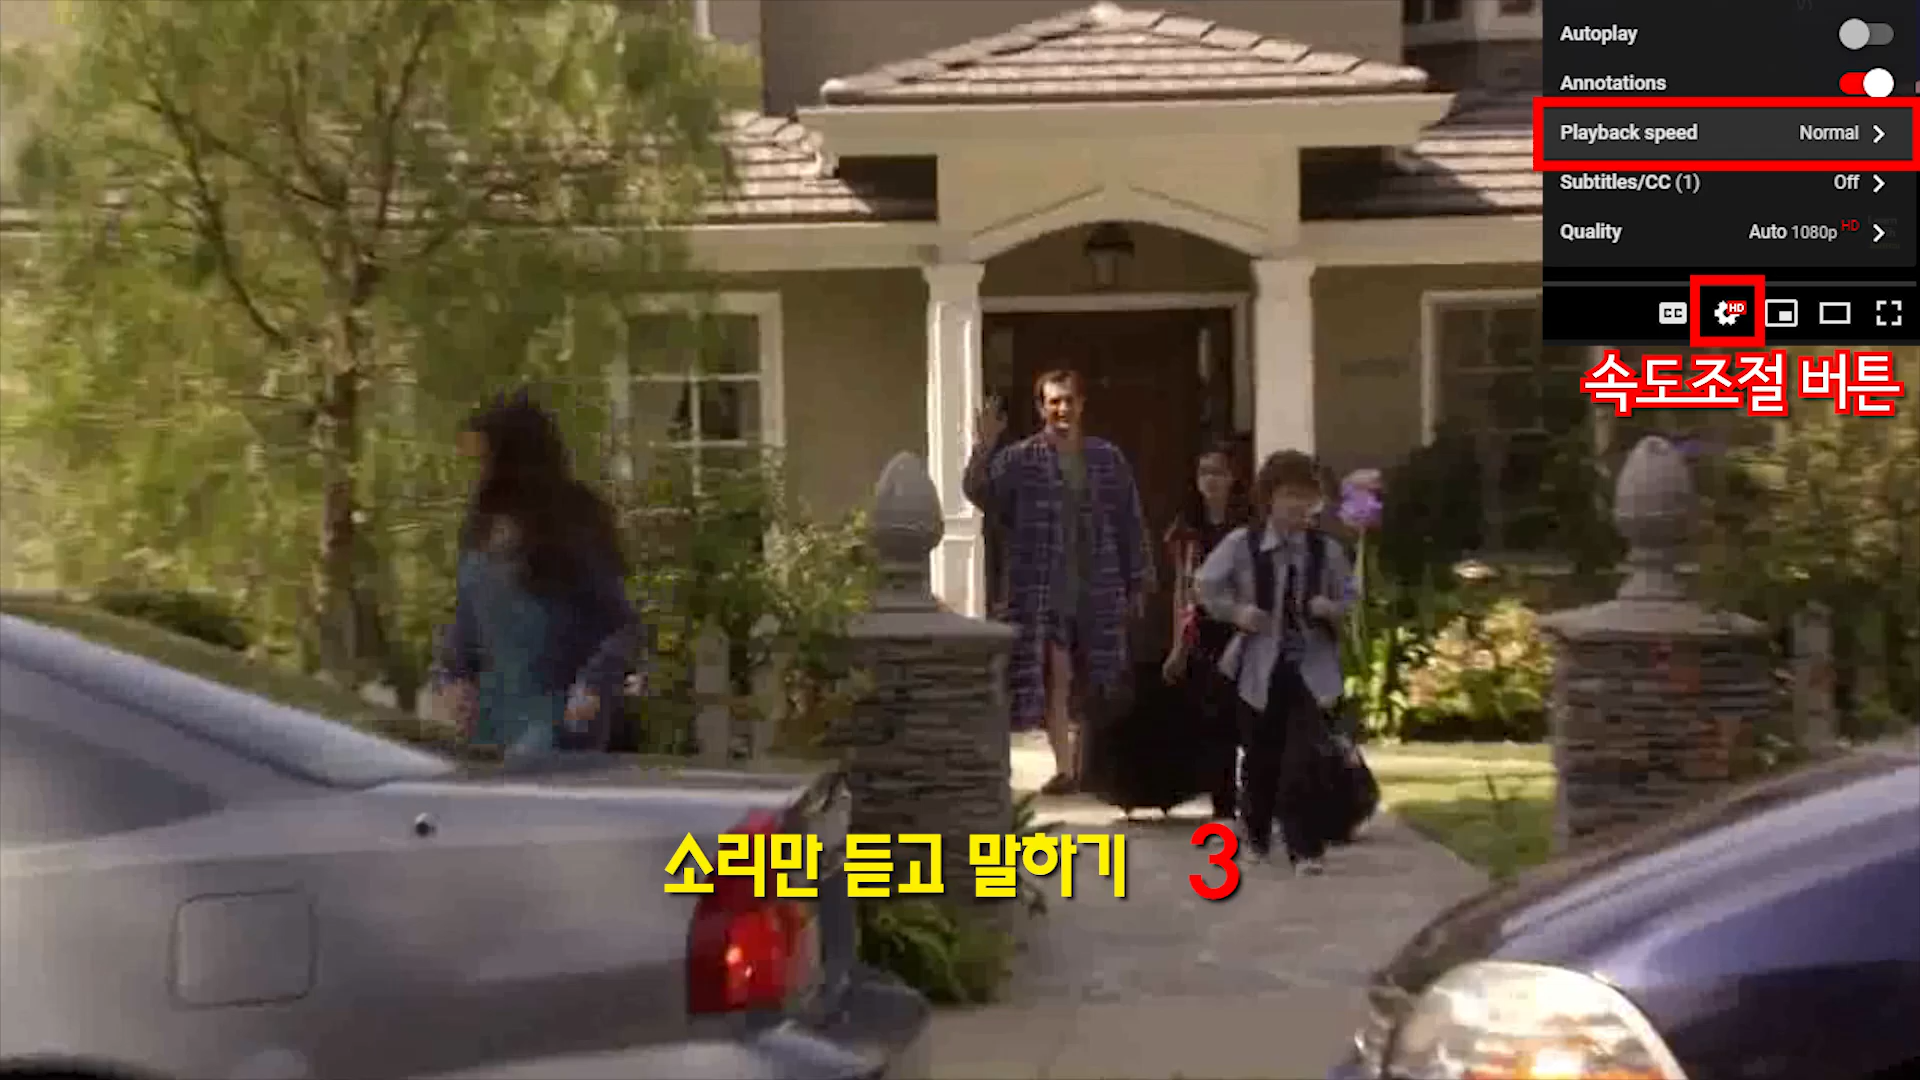 Autoplay
Annotations
Playback speed Normal
Subtitles/CC (1) Off
Quality Auto 1080p HD
CC HD
속도조절 버튼
소리만 듣고 말하기 3